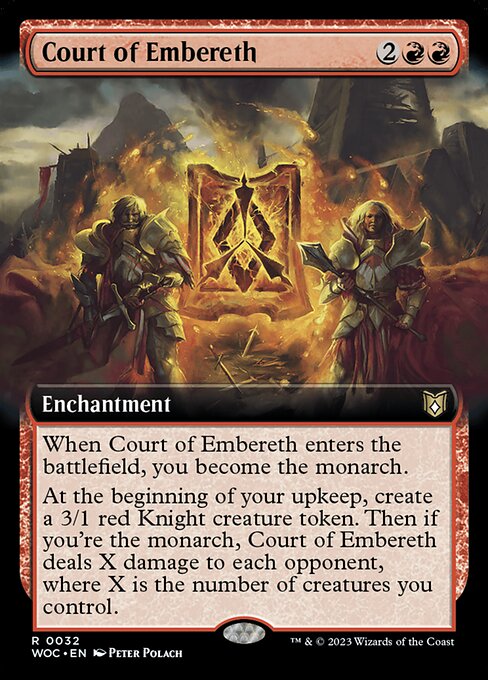 Court of Embereth 2
Enchantment
When Court of Embereth enters the
battlefield, you become the monarch.
At the beginning of your upkeep, create
a 3/1 red Knight creature token. Then if
you're the monarch, Court of Embereth
deals X damage to each opponent,
where X is the number of creatures you
control.
R 0032
WOC • EN Peter Polach
™ & © 2023 Wizards of the Coast